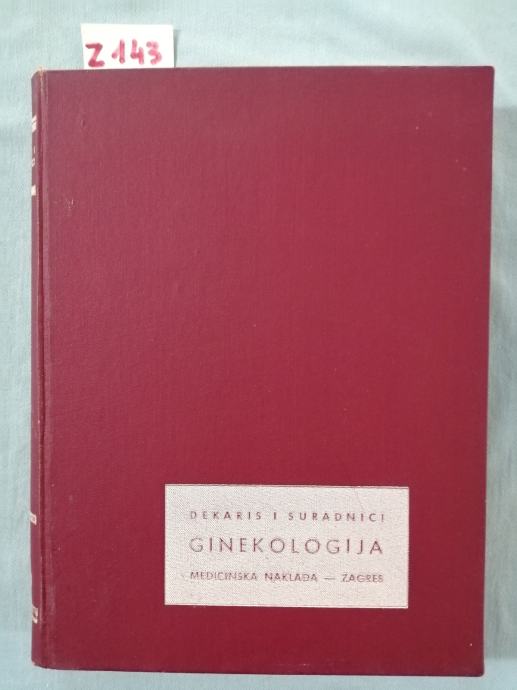 Z 143
DEKARIS I SURADNICI
GINEKOLOGIJA
MEDICINSKA NAKLADA — ZAGREB